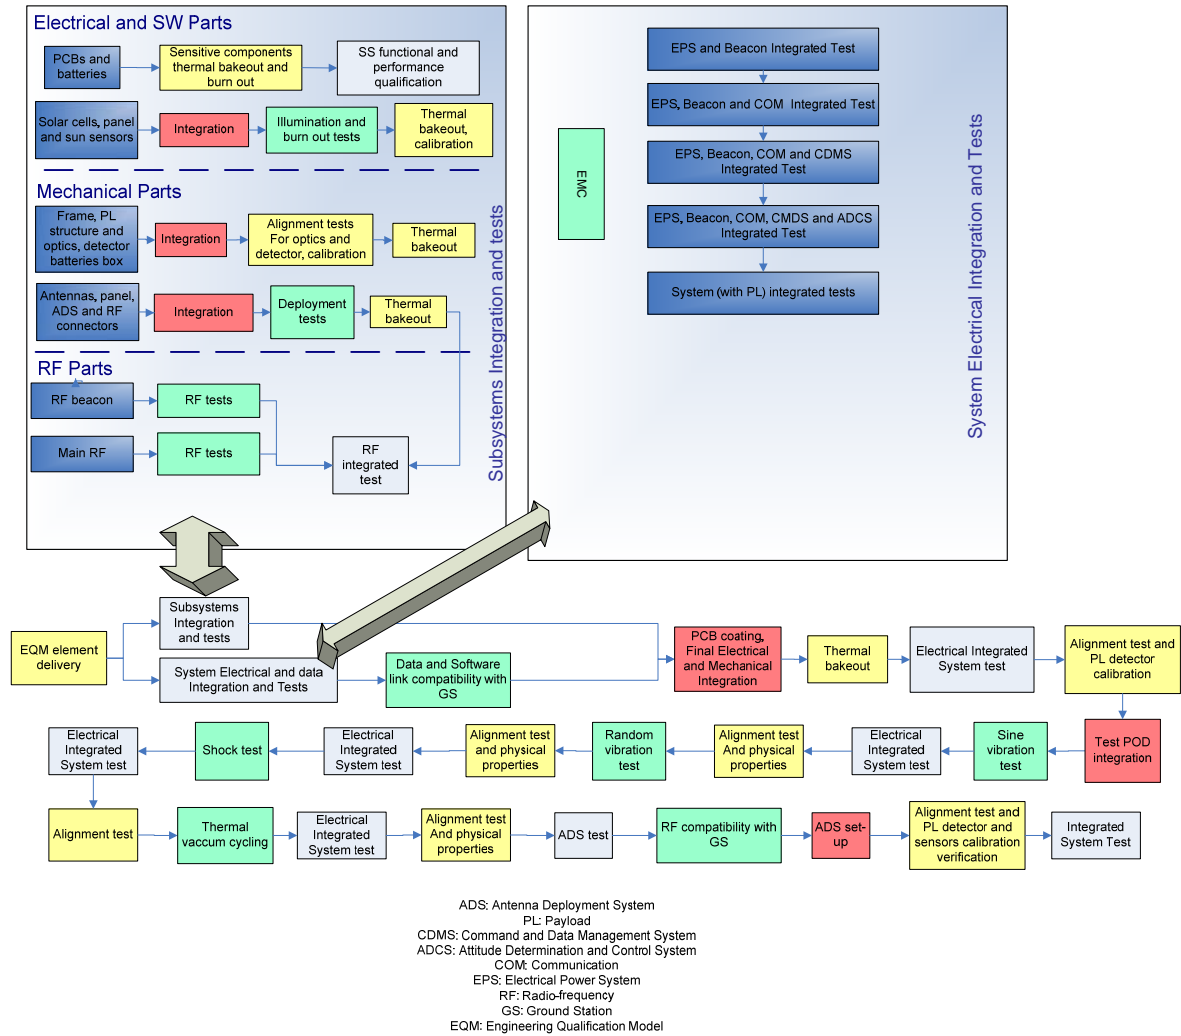 Electrical and SW Parts
PCBs and
batteries
Sensitive components
thermal bakeout and
burn out
SS functional and
performance
qualification
Solar cells, panel
and sun sensors
Integration
Illumination and
burn out tests
Thermal
bakeout,
calibration
Mechanical Parts
Frame, PL
structure and
optics, detector
batteries box
Integration
Alignment tests
For optics and
detector, calibration
Thermal
bakeout
Antennas, panel,
ADS and RF
connectors
Integration
Deployment
tests
Thermal
bakeout
RF Parts
RF beacon
RF tests
Main RF
RF tests
RF
integrated
test
Subsystems Integration and tests
EPS and Beacon Integrated Test
EPS, Beacon and COM  Integrated Test
EPS, Beacon, COM and CDMS
Integrated Test
EPS, Beacon, COM, CMDS and ADCS
Integrated Test
System (with PL) integrated tests
EMC
System Electrical Integration and Tests
EQM element
delivery
Subsystems
Integration
and tests
System Electrical and data
Integration and Tests
Data and Software
link compatibility with
GS
PCB coating,
Final Electrical
and Mechanical
Integration
Thermal
bakeout
Electrical Integrated
System test
Alignment test and
PL detector
calibration
Test POD
integration
Sine
vibration
test
Electrical
Integrated
System test
Alignment test
And physical
properties
Random
vibration
test
Alignment test
and physical
properties
Electrical
Integrated
System test
Shock test
Electrical
Integrated
System test
Alignment test
Thermal
vaccum cycling
Electrical
Integrated
System test
Alignment test
And physical
properties
ADS test
RF compatibility with
GS
ADS set-
up
Alignment test and
PL detector and
sensors calibration
verification
Integrated
System Test
ADS: Antenna Deployment System
PL: Payload
CDMS: Command and Data Management System
ADCS: Attitude Determination and Control System
COM: Communication
EPS: Electrical Power System
RF: Radio-frequency
GS: Ground Station
EQM: Engineering Qualification Model